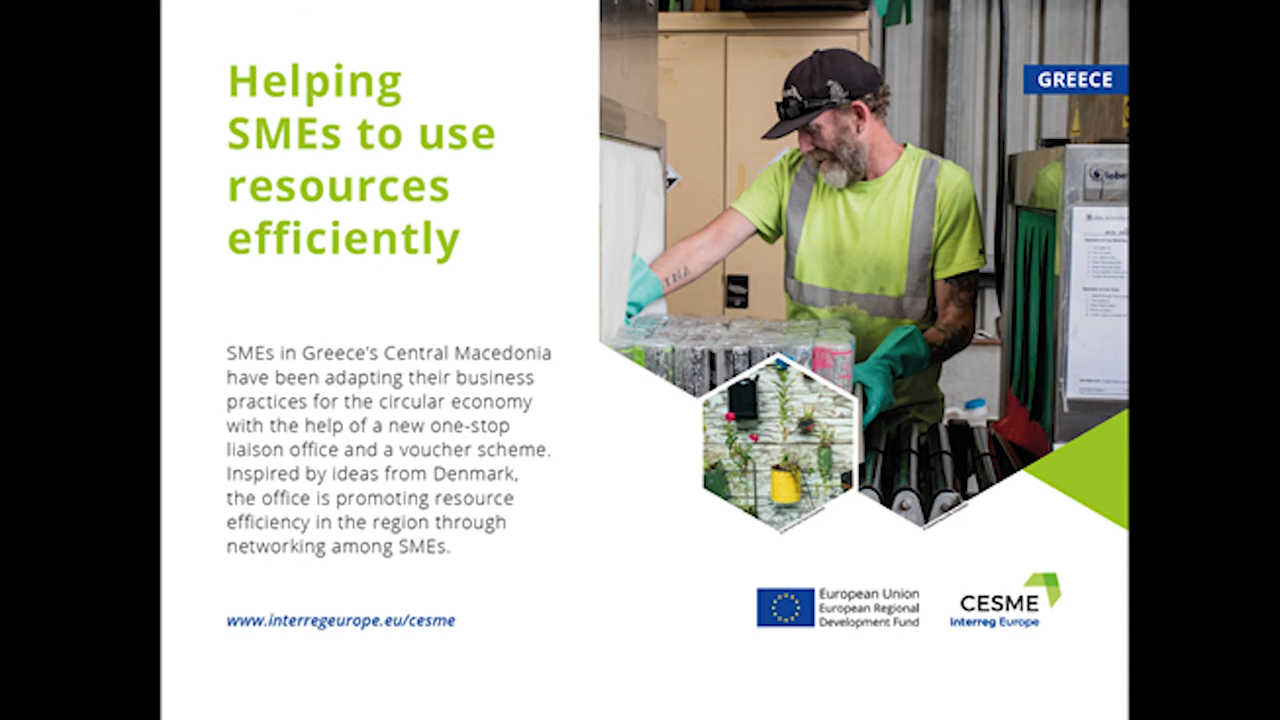 Helping
SMEs to use
resources
efficiently
GREECE
SMEs in Greece's Central Macedonia
have been adapting their business
practices for the circular economy
with the help of a new one-stop
liaison office and a voucher scheme.
Inspired by ideas from Denmark,
the office is promoting resource
efficiency in the region through
networking among SMEs.
www.interregeurope.eu/cesme
European Union
European Regional
Development Fund
CESME
Interreg Europe